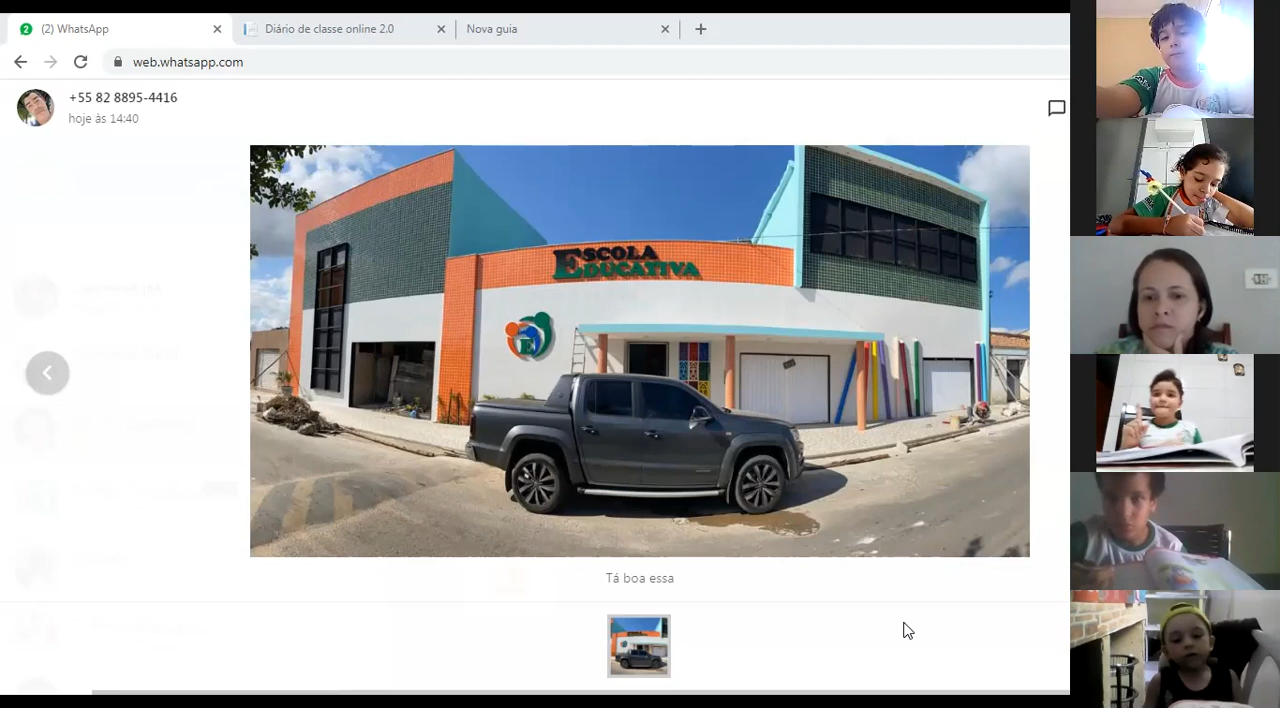 2
(2) WhatsApp
Diário de classe online 2.0
Nova guia
web.whatsapp.com
+55 82 8895-4416
hoje às 14:40
ESCOLA
EDUCATIVA
E
Tá boa essa